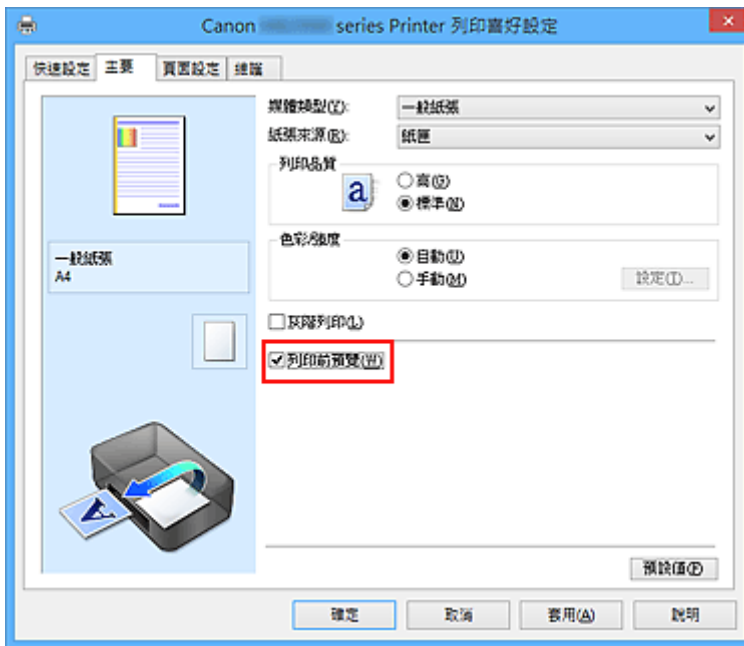 Canon series Printer 列印喜好設定
快速設定 主要 頁面設定 維護
媒體類型(Y): 一般紙張
紙張來源(R): 紙匣
列印品質
高(G)
標準(N)
色彩/強度
自動(U)
手動(M) 設定(T)...
一般紙張
A4
灰階列印(L)
列印前預覽(W)
預設值(F)
確定 取消 套用(A) 說明